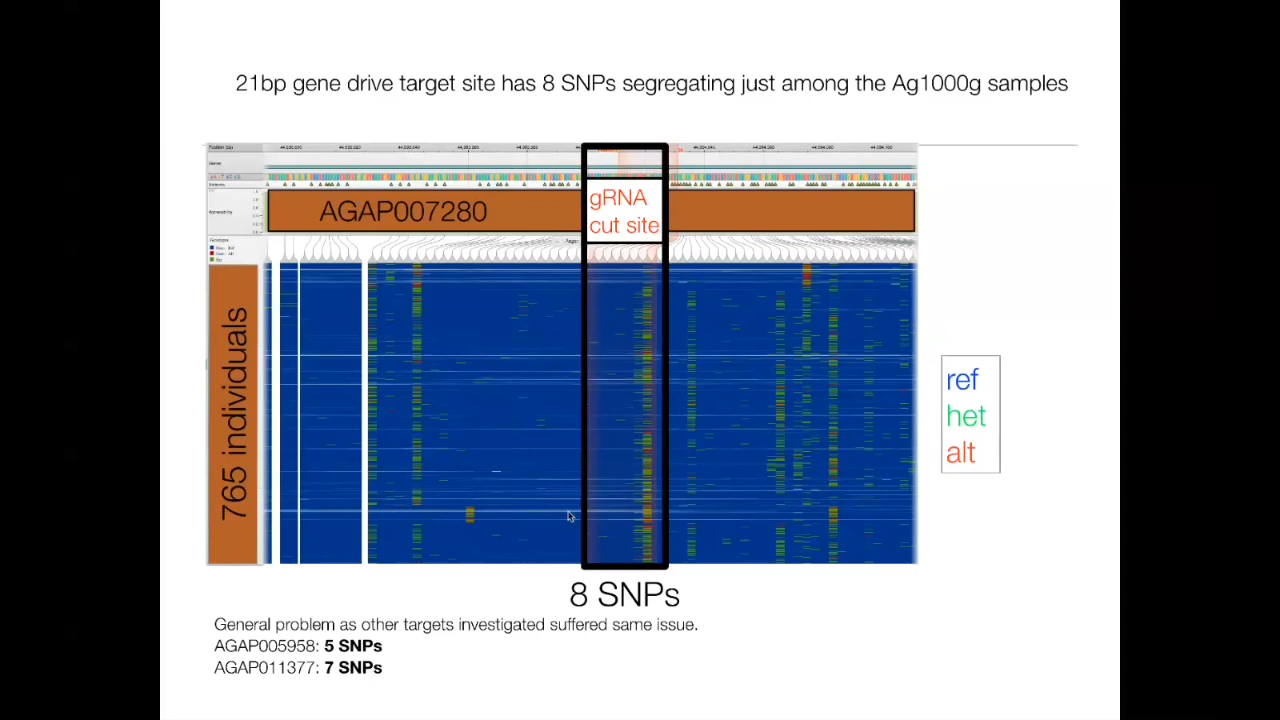 21bp gene drive target site has 8 SNPs segregating just among the Ag1000g samples
Genes
AGAP007280
gRNA
cut site
765 individuals
ref
het
alt
8 SNPs
General problem as other targets investigated suffered same issue.
AGAP005958: 5 SNPs
AGAP011377: 7 SNPs